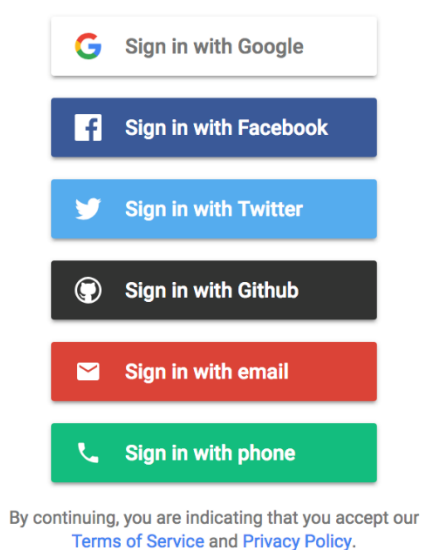 Sign in with Google
Sign in with Facebook
Sign in with Twitter
Sign in with Github
Sign in with email
Sign in with phone
By continuing, you are indicating that you accept our
Terms of Service and Privacy Policy.